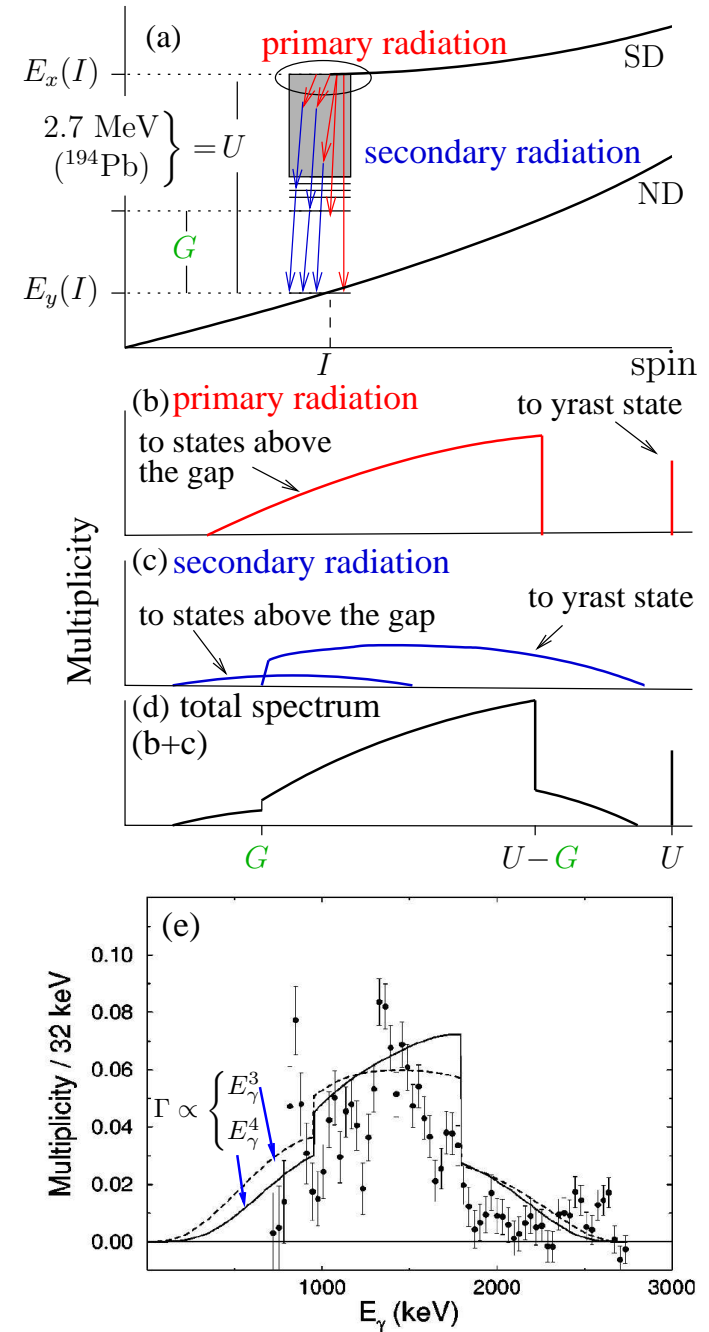 (a)
primary radiation
E_x(I)
SD
2.7 MeV
(¹⁹⁴Pb)
} = U
secondary radiation
ND
G
E_y(I)
I
spin
(b) primary radiation
to yrast state
to states above
the gap
Multiplicity
(c) secondary radiation
to states above the gap
to yrast state
(d) total spectrum
(b+c)
G
U−G
U
(e)
Multiplicity / 32 keV
0.10
0.08
0.06
0.04
0.02
0.00
Γ ∝ {
E_γ^3
E_γ^4
1000
2000
3000
E_γ (keV)